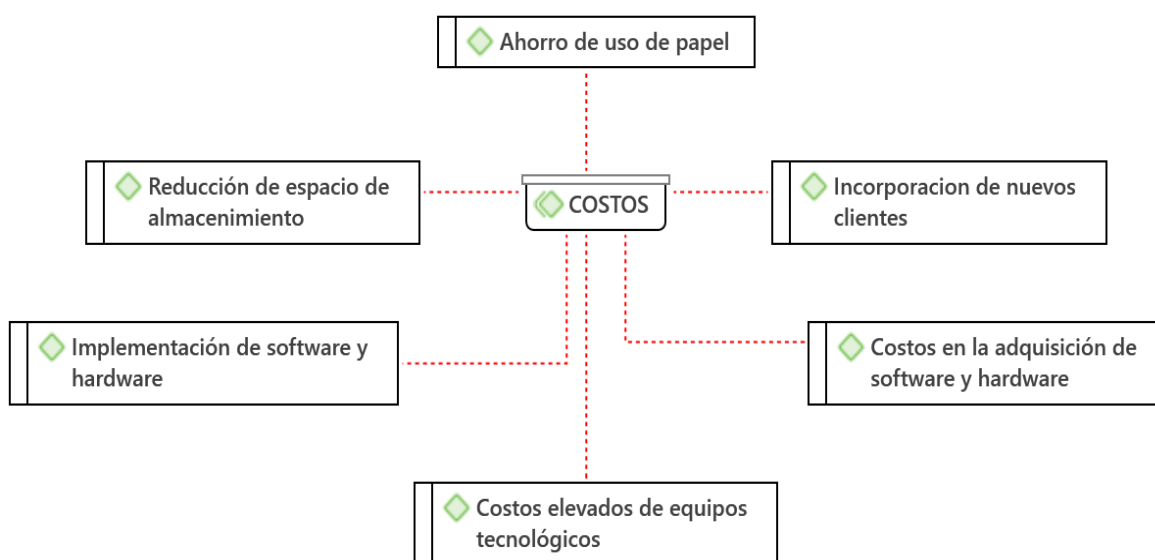 Ahorro de uso de papel
Reducción de espacio de
almacenimiento
COSTOS
Incorporacion de nuevos
clientes
Implementación de software y
hardware
Costos en la adquisición de
software y hardware
Costos elevados de equipos
tecnológicos